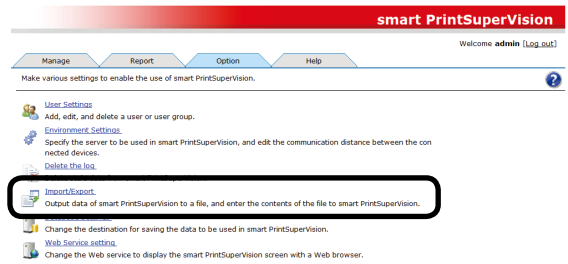 smart PrintSuperVision
Welcome admin [Log out]
Manage Report Option Help
Make various settings to enable the use of smart PrintSuperVision.
User Settings
Add, edit, and delete a user or user group.
Environment Settings
Specify the server to be used in smart PrintSuperVision, and edit the communication distance between the con
nected devices.
Delete the log
Import/Export
Output data of smart PrintSuperVision to a file, and enter the contents of the file to smart PrintSuperVision.
Change the destination for saving the data to be used in smart PrintSuperVision.
Web Service setting
Change the Web service to display the smart PrintSuperVision screen with a Web browser.